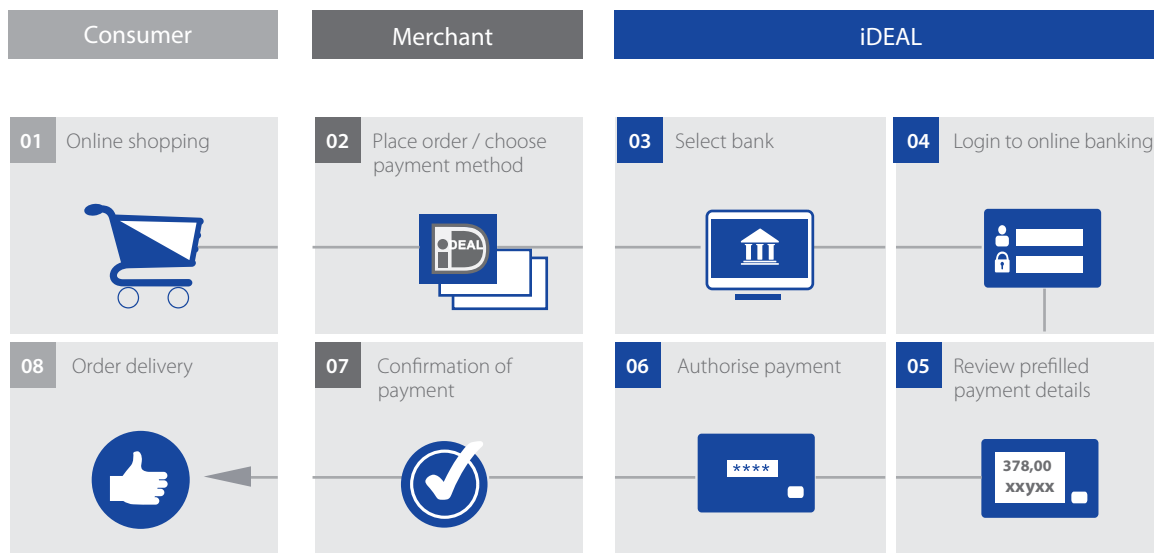 Consumer
Merchant
iDEAL
01 Online shopping
02 Place order / choose
payment method
iDEAL
03 Select bank
04 Login to online banking
08 Order delivery
07 Confirmation of
payment
06 Authorise payment
****
05 Review prefilled
payment details
378,00
xxyxx